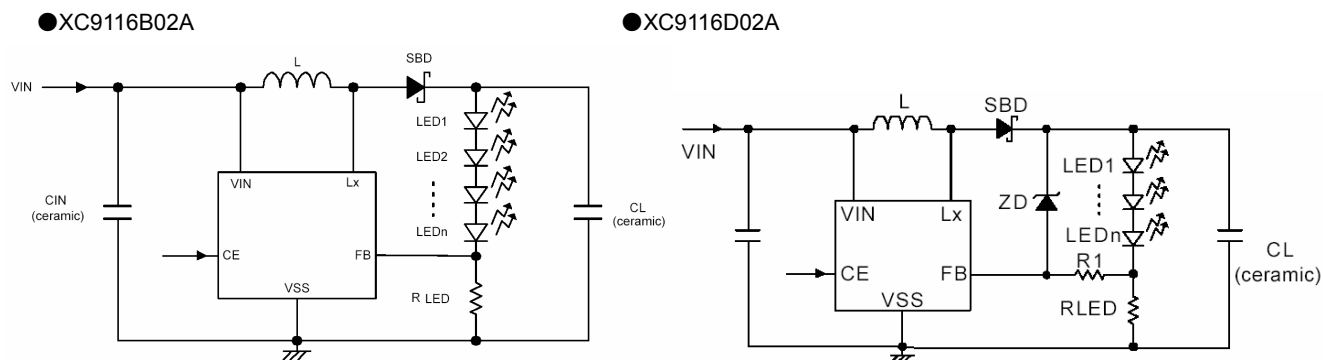 ●XC9116B02A
VIN
L
SBD
LED1
LED2
LEDn
CIN
(ceramic)
VIN
Lx
CE
FB
VSS
R LED
CL
(ceramic)
●XC9116D02A
VIN
L
SBD
ZD
LED1
LEDn
R1
VIN
Lx
CE
FB
VSS
RLED
CL
(ceramic)